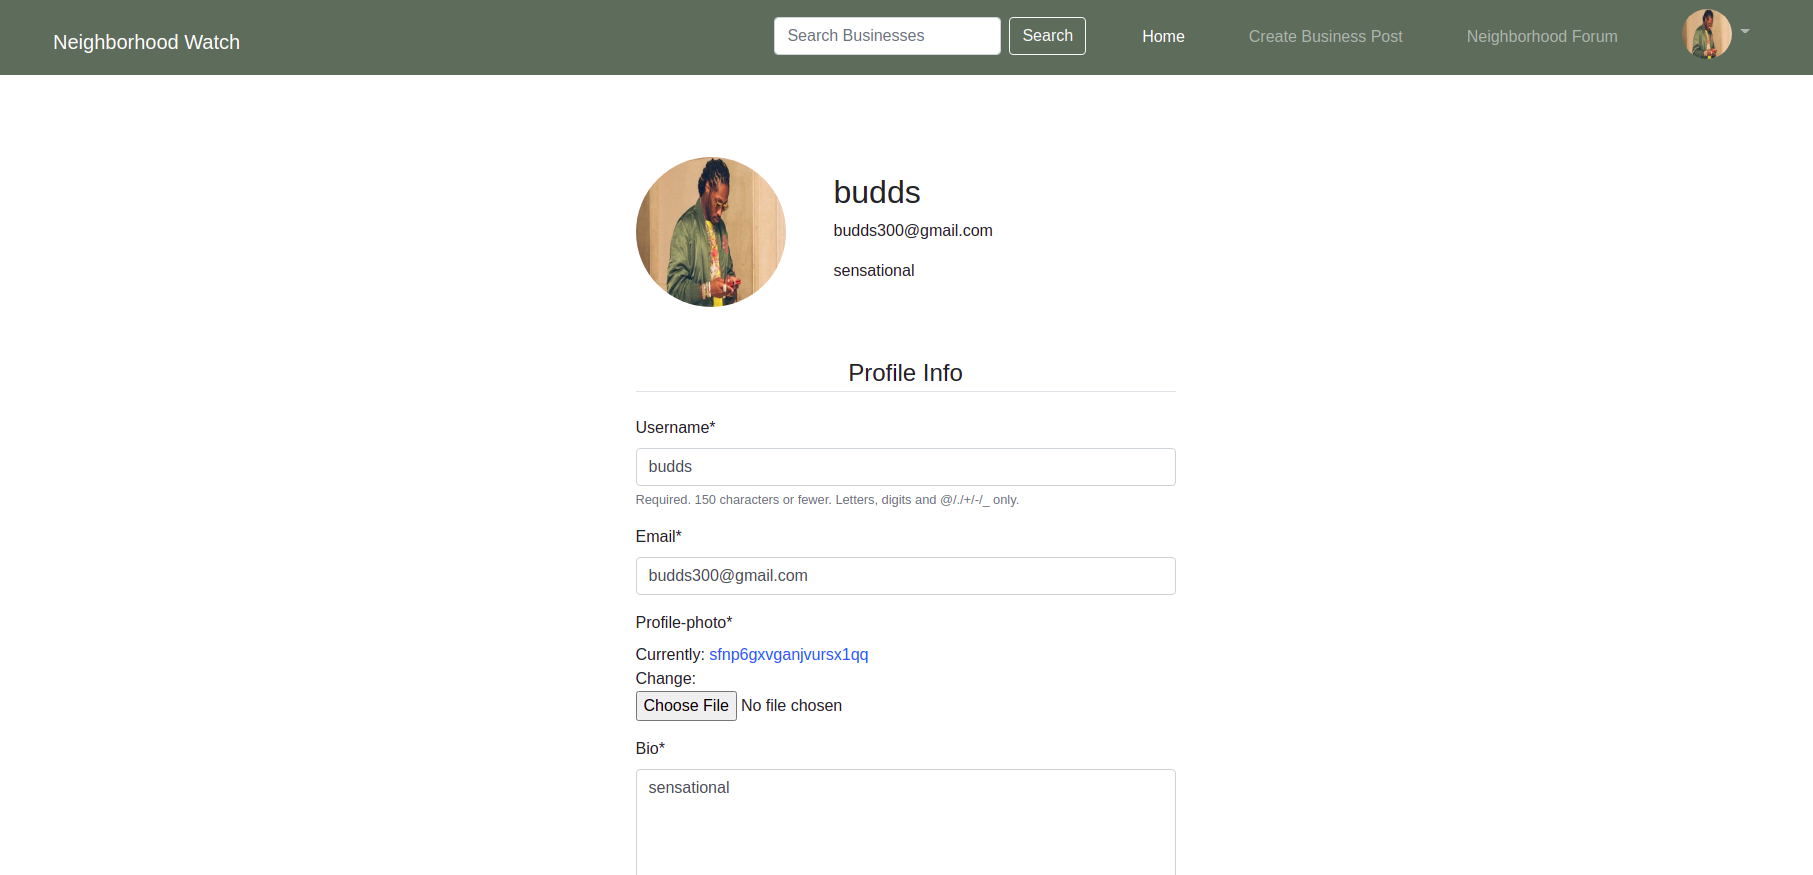 Neighborhood Watch
Search Businesses
Search
Home
Create Business Post
Neighborhood Forum
budds
budds300@gmail.com
sensational
Profile Info
Username*
budds
Required. 150 characters or fewer. Letters, digits and @/./+/-/_ only.
Email*
budds300@gmail.com
Profile-photo*
Currently: sfnp6gxvganjvursx1qq
Change:
Choose File No file chosen
Bio*
sensational